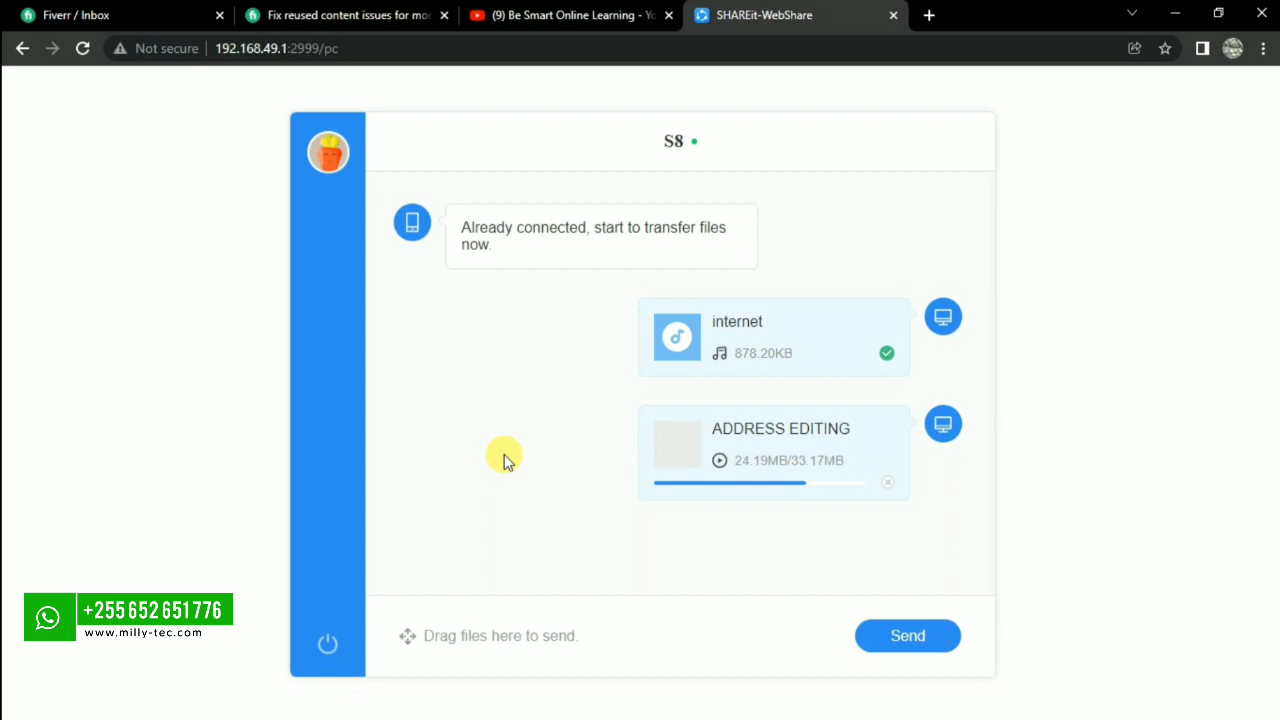 Fiverr / Inbox
Fix reused content issues for mor
(9) Be Smart Online Learning - Yo
SHAREit-WebShare
Not secure
192.168.49.1:2999/pc
S8
Already connected, start to transfer files
now.
internet
878.20KB
ADDRESS EDITING
24.19MB/33.17MB
+255 652 651 776
www.milly-tec.com
Drag files here to send.
Send